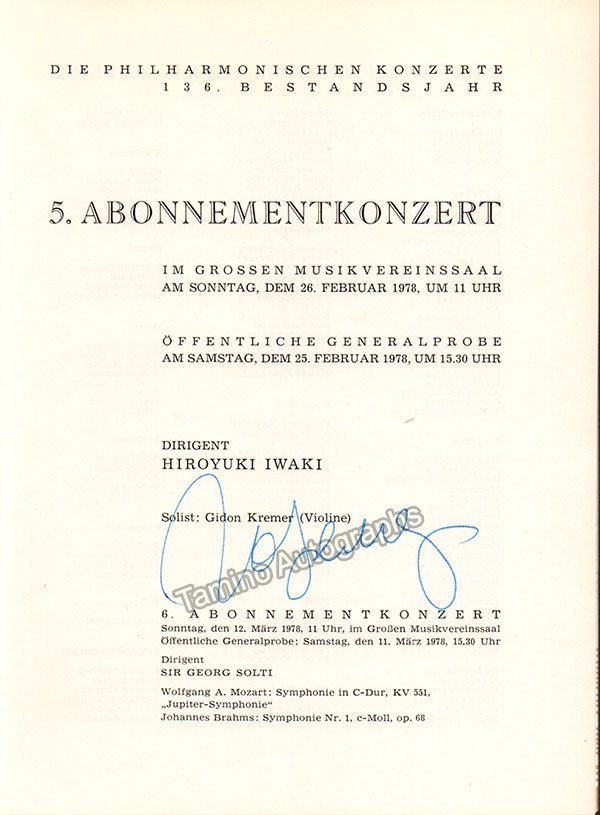 DIE PHILHARMONISCHEN KONZERTE
136. BESTANDSJAHR
5. ABONNEMENTKONZERT
IM GROSSEN MUSIKVEREINSSAAL
AM SONNTAG, DEM 26. FEBRUAR 1978, UM 11 UHR
ÖFFENTLICHE GENERALPROBE
AM SAMSTAG, DEM 25. FEBRUAR 1978, UM 15.30 UHR
DIRIGENT
HIROYUKI IWAKI
Solist: Gidon Kremer (Violine)
Tamino Autographs
6. ABONNEMENTKONZERT
Sonntag, den 12. März 1978, 11 Uhr, im Großen Musikvereinssaal
Öffentliche Generalprobe: Samstag, den 11. März 1978, 15.30 Uhr
Dirigent
SIR GEORG SOLTI
Wolfgang A. Mozart: Symphonie in C-Dur, KV 551,
„Jupiter-Symphonie“
Johannes Brahms: Symphonie Nr. 1, c-Moll, op. 68